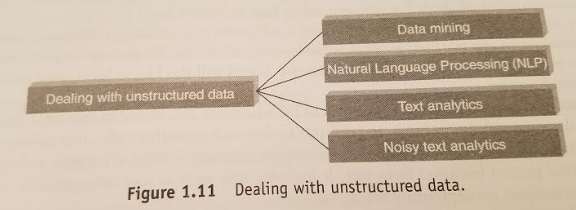 Data mining
Natural Language Processing (NLP)
Dealing with unstructured data
Text analytics
Noisy text analytics
Figure 1.11 Dealing with unstructured data.